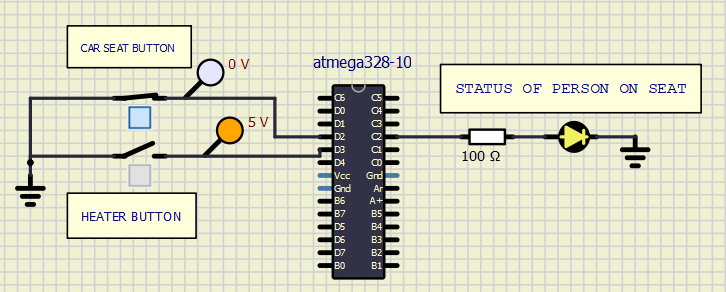 CAR SEAT BUTTON
0 V
atmega328-10
STATUS OF PERSON ON SEAT
5 V
100 Ω
HEATER BUTTON
C6 C5
D0 C4
D1 C3
D2 C2
D3 C1
D4 C0
Vcc Gnd
Gnd Ar
B6 A+
B7 B5
D5 B4
D6 B3
D7 B2
B0 B1